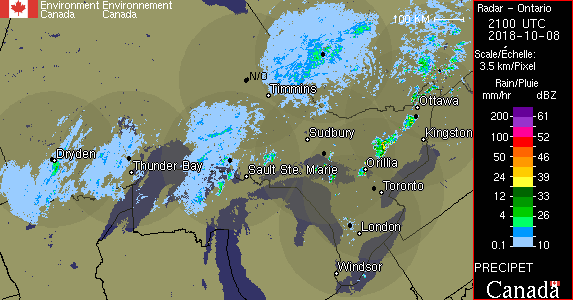 Environment Environnement
Canada Canada
100 KM
N/O
Timmins
Ottawa
Sudbury
Kingston
Dryden
Thunder Bay
Sault Ste. Marie
Orillia
Toronto
London
Windsor
Radar - Ontario
2100 UTC
2018-10-08
Scale/Échelle:
3.5 km/Pixel
Rain/Pluie
mm/hr dBZ
200 61
100 52
50 46
24 39
12 33
4 26
0.1 10
PRECIPET
Canada